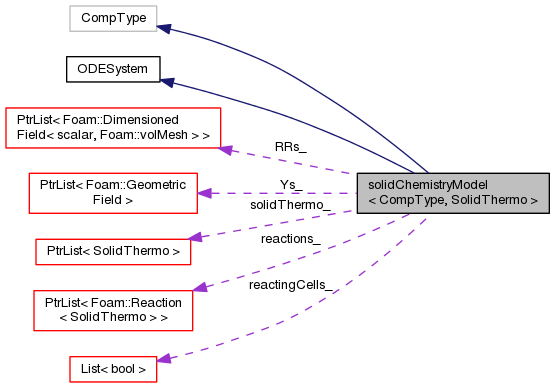 CompType
ODESystem
PtrList< Foam::Dimensioned
Field< scalar, Foam::volMesh > >
RRs_
solidChemistryModel
< CompType, SolidThermo >
PtrList< Foam::Geometric
Field >
Ys_
solidThermo_
PtrList< SolidThermo >
reactions_
PtrList< Foam::Reaction
< SolidThermo > >
reactingCells_
List< bool >